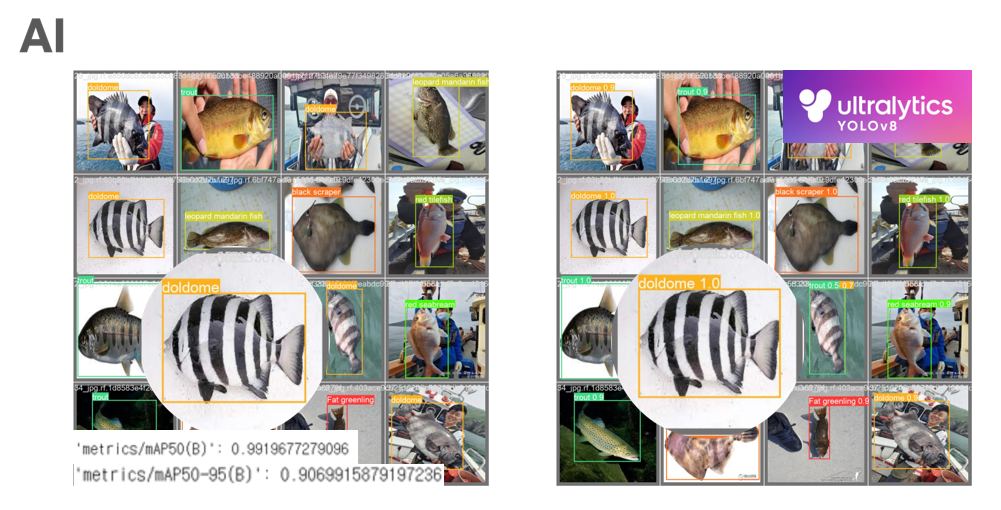 AI
doldome
trout
doldome
leopard mandarin fish
doldome
leopard mandarin fish
black scraper
red tilefish
trout
doldome
doldome
red seabream
trout
Fat greenling
doldome
'metrics/mAP50(B)': 0.9919677279096
'metrics/mAP50-95(B)': 0.9069915879197236
doldome 0.9
trout 0.9
ultralytics
YOLOv8
doldome 1.0
leopard mandarin fish 1.0
black scraper 1.0
red tilefish 1.0
trout 1.0
doldome 1.0
trout 0.5
0.7
red seabream 0.9
trout 0.9
Fat greenling 0.9
doldome 0.9